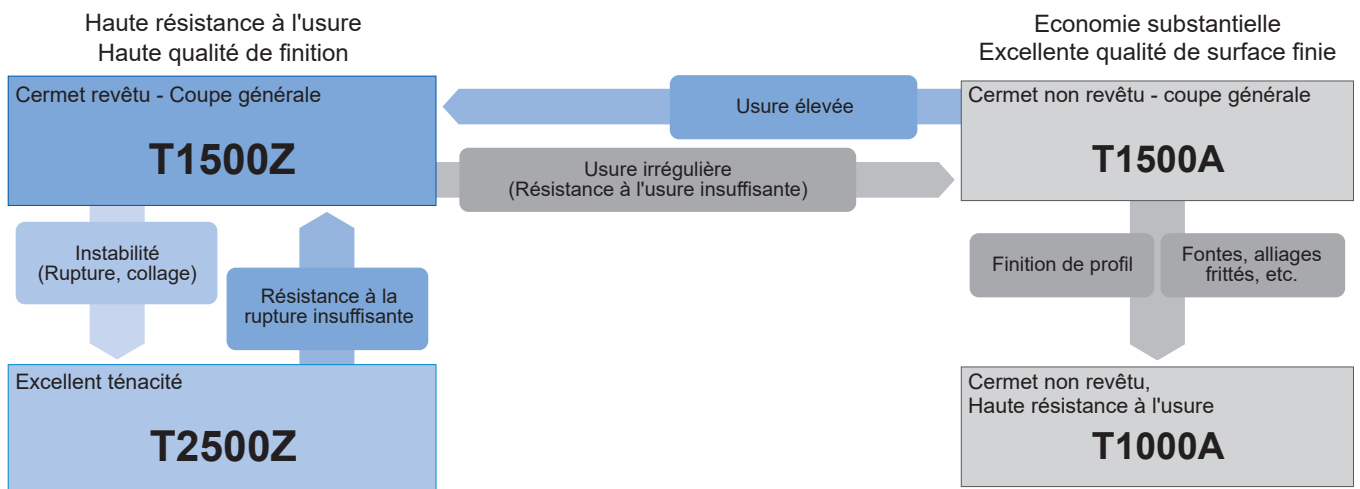 Haute résistance à l'usure
Haute qualité de finition
Economie substantielle
Excellente qualité de surface finie
Cermet revêtu - Coupe générale
T1500Z
Usure élevée
Usure irrégulière
(Résistance à l'usure insuffisante)
Cermet non revêtu - coupe générale
T1500A
Instabilité
(Rupture, collage)
Résistance à la
rupture insuffisante
Finition de profil
Fontes, alliages
frittés, etc.
Excellent ténacité
T2500Z
Cermet non revêtu,
Haute résistance à l'usure
T1000A